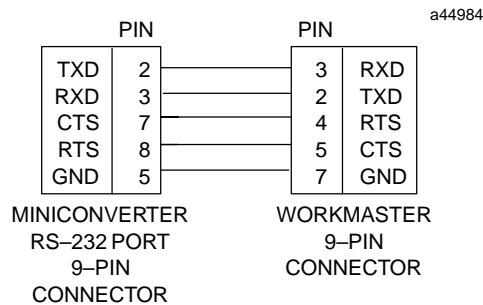 a44984
PIN PIN
TXD 2 3 RXD
RXD 3 2 TXD
CTS 7 4 RTS
RTS 8 5 CTS
GND 5 7 GND
MINICONVERTER
RS–232 PORT
9–PIN
CONNECTOR
WORKMASTER
9–PIN
CONNECTOR